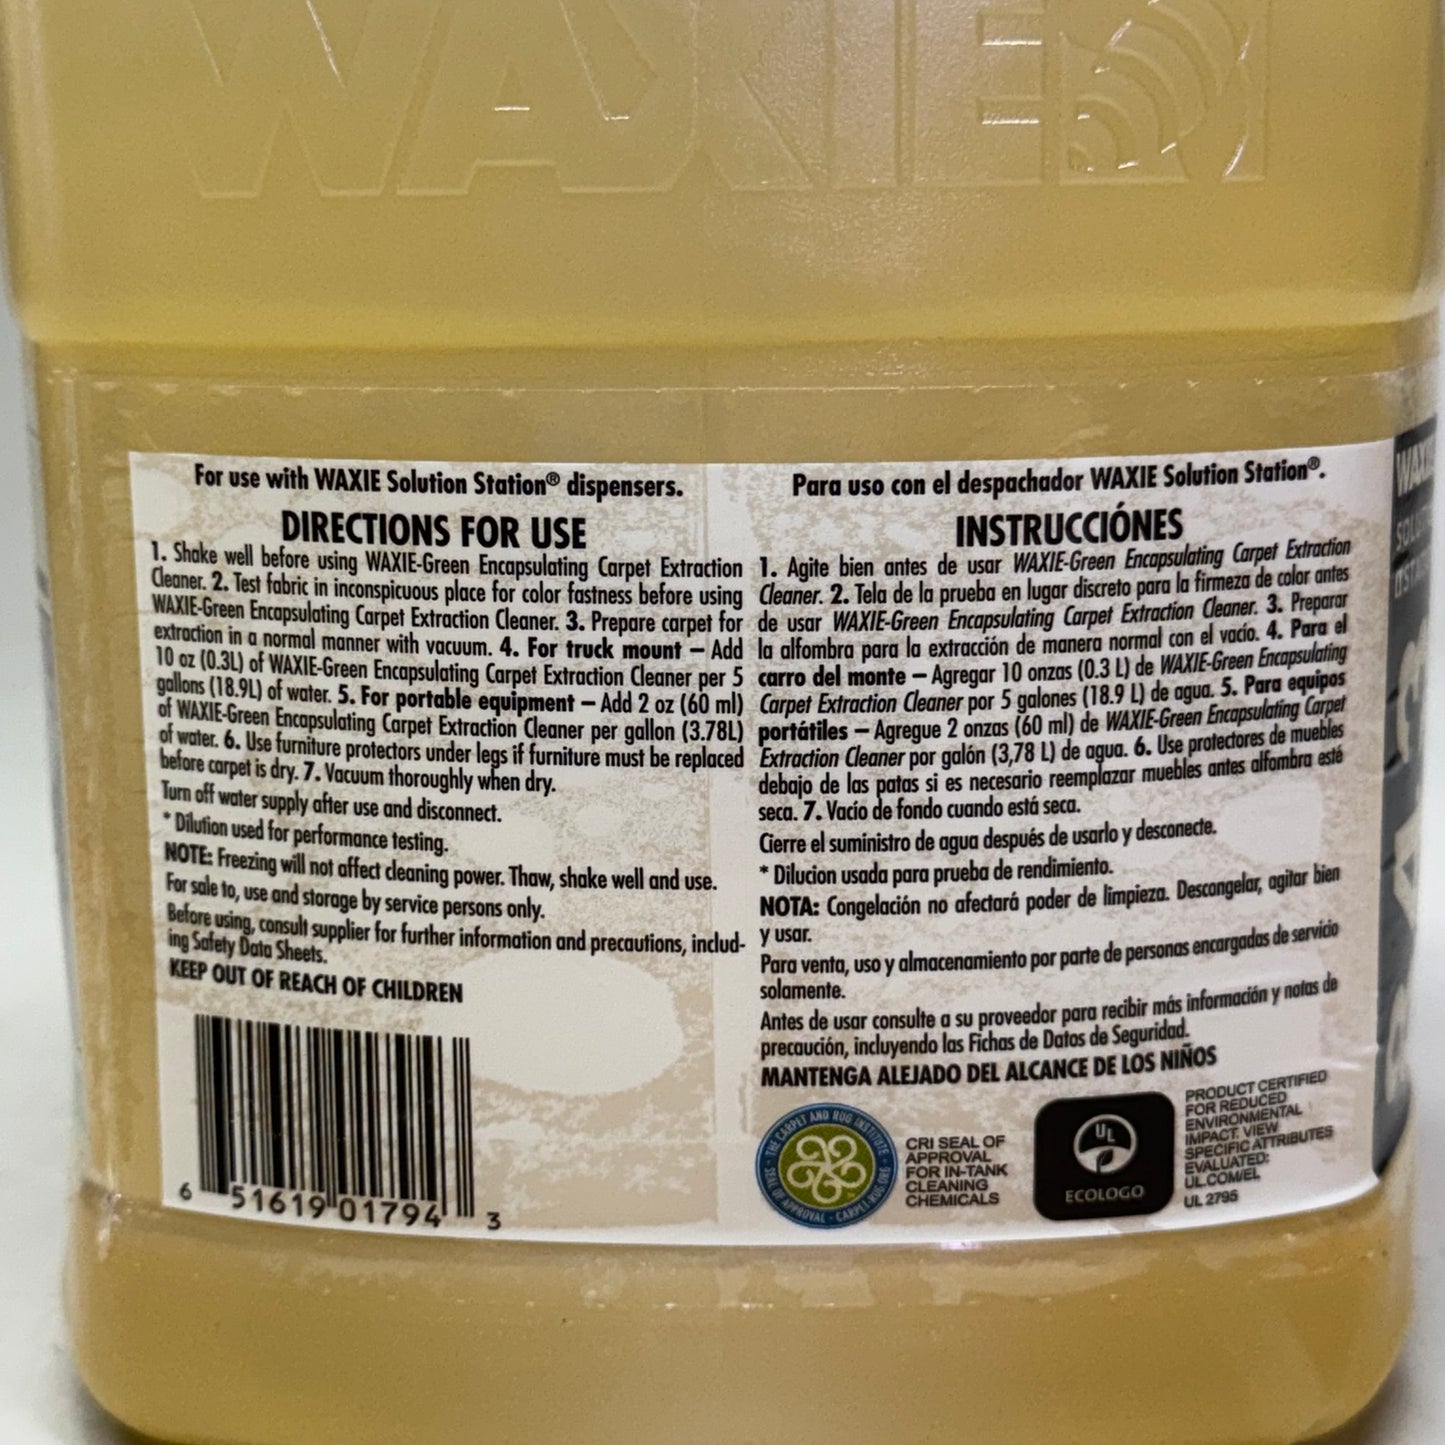 WAXIE
For use with WAXIE Solution Station® dispensers.
DIRECTIONS FOR USE
1. Shake well before using WAXIE-Green Encapsulating Carpet Extraction
Cleaner. 2. Test fabric in inconspicuous place for color fastness before using
WAXIE-Green Encapsulating Carpet Extraction Cleaner. 3. Prepare carpet for
extraction in a normal manner with vacuum. 4. For truck mount – Add
10 oz (0.3L) of WAXIE-Green Encapsulating Carpet Extraction Cleaner per 5
gallons (18.9L) of water. 5. For portable equipment – Add 2 oz (60 ml)
of WAXIE-Green Encapsulating Carpet Extraction Cleaner per gallon (3.78L)
of water. 6. Use furniture protectors under legs if furniture must be replaced
before carpet is dry. 7. Vacuum thoroughly when dry.
Turn off water supply after use and disconnect.
* Dilution used for performance testing.
NOTE: Freezing will not affect cleaning power. Thaw, shake well and use.
For sale to, use and storage by service persons only.
Before using, consult supplier for further information and precautions, includ-
ing Safety Data Sheets.
KEEP OUT OF REACH OF CHILDREN
6 51619 01794 3
Para uso con el despachador WAXIE Solution Station®.
INSTRUCCIÓNES
1. Agite bien antes de usar WAXIE-Green Encapsulating Carpet Extraction
Cleaner. 2. Tela de la prueba en lugar discreto para la firmeza de color antes
de usar WAXIE-Green Encapsulating Carpet Extraction Cleaner. 3. Preparar
la alfombra para la extracción de manera normal con el vacío. 4. Para el
carro del monte – Agregar 10 onzas (0.3 L) de WAXIE-Green Encapsulating
Carpet Extraction Cleaner por 5 galones (18.9 L) de agua. 5. Para equipos
portátiles – Agregue 2 onzas (60 ml) de WAXIE-Green Encapsulating Carpet
Extraction Cleaner por galón (3,78 L) de agua. 6. Use protectores de muebles
debajo de las patas si es necesario reemplazar muebles antes alfombra esté
seca. 7. Vacío de fondo cuando está seca.
Cierre el suministro de agua después de usarlo y desconecte.
* Dilucion usada para prueba de rendimiento.
NOTA: Congelación no afectará poder de limpieza. Descongelar, agitar bien
y usar.
Para venta, uso y almacenamiento por parte de personas encargadas de servicio
solamente.
Antes de usar consulte a su proveedor para recibir más información y notas de
precaución, incluyendo las Fichas de Datos de Seguridad.
MANTENGA ALEJADO DEL ALCANCE DE LOS NIÑOS
THE CARPET AND RUG INSTITUTE
SEAL OF APPROVAL - CARPET-RUG.ORG
CRI SEAL OF
APPROVAL
FOR IN-TANK
CLEANING
CHEMICALS
UL
ECOLOGO
PRODUCT CERTIFIED
FOR REDUCED
ENVIRONMENTAL
IMPACT. VIEW
SPECIFIC ATTRIBUTES
EVALUATED:
UL.COM/EL
UL 2795